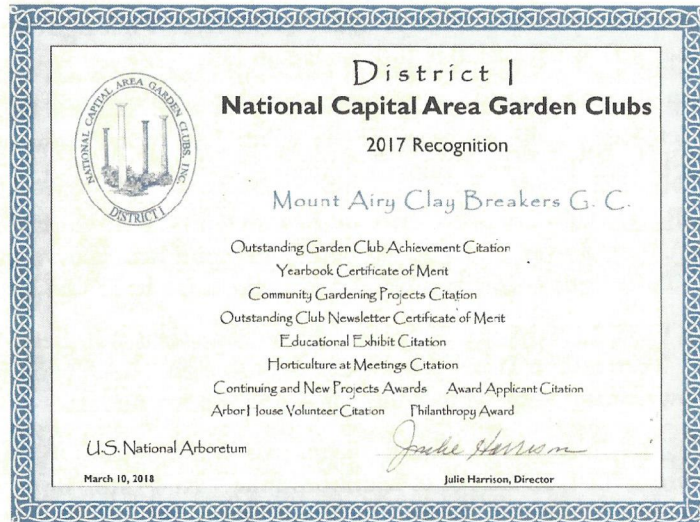 District I
National Capital Area Garden Clubs
2017 Recognition
NATIONAL CAPITAL AREA GARDEN CLUBS, INC.
DISTRICT I
Mount Airy Clay Breakers G. C.
Outstanding Garden Club Achievement Citation
Yearbook Certificate of Merit
Community Gardening Projects Citation
Outstanding Club Newsletter Certificate of Merit
Educational Exhibit Citation
Horticulture at Meetings Citation
Continuing and New Projects Awards Award Applicant Citation
Arbor House Volunteer Citation Philanthropy Award
U.S. National Arboretum
Julie Harrison
March 10, 2018
Julie Harrison, Director